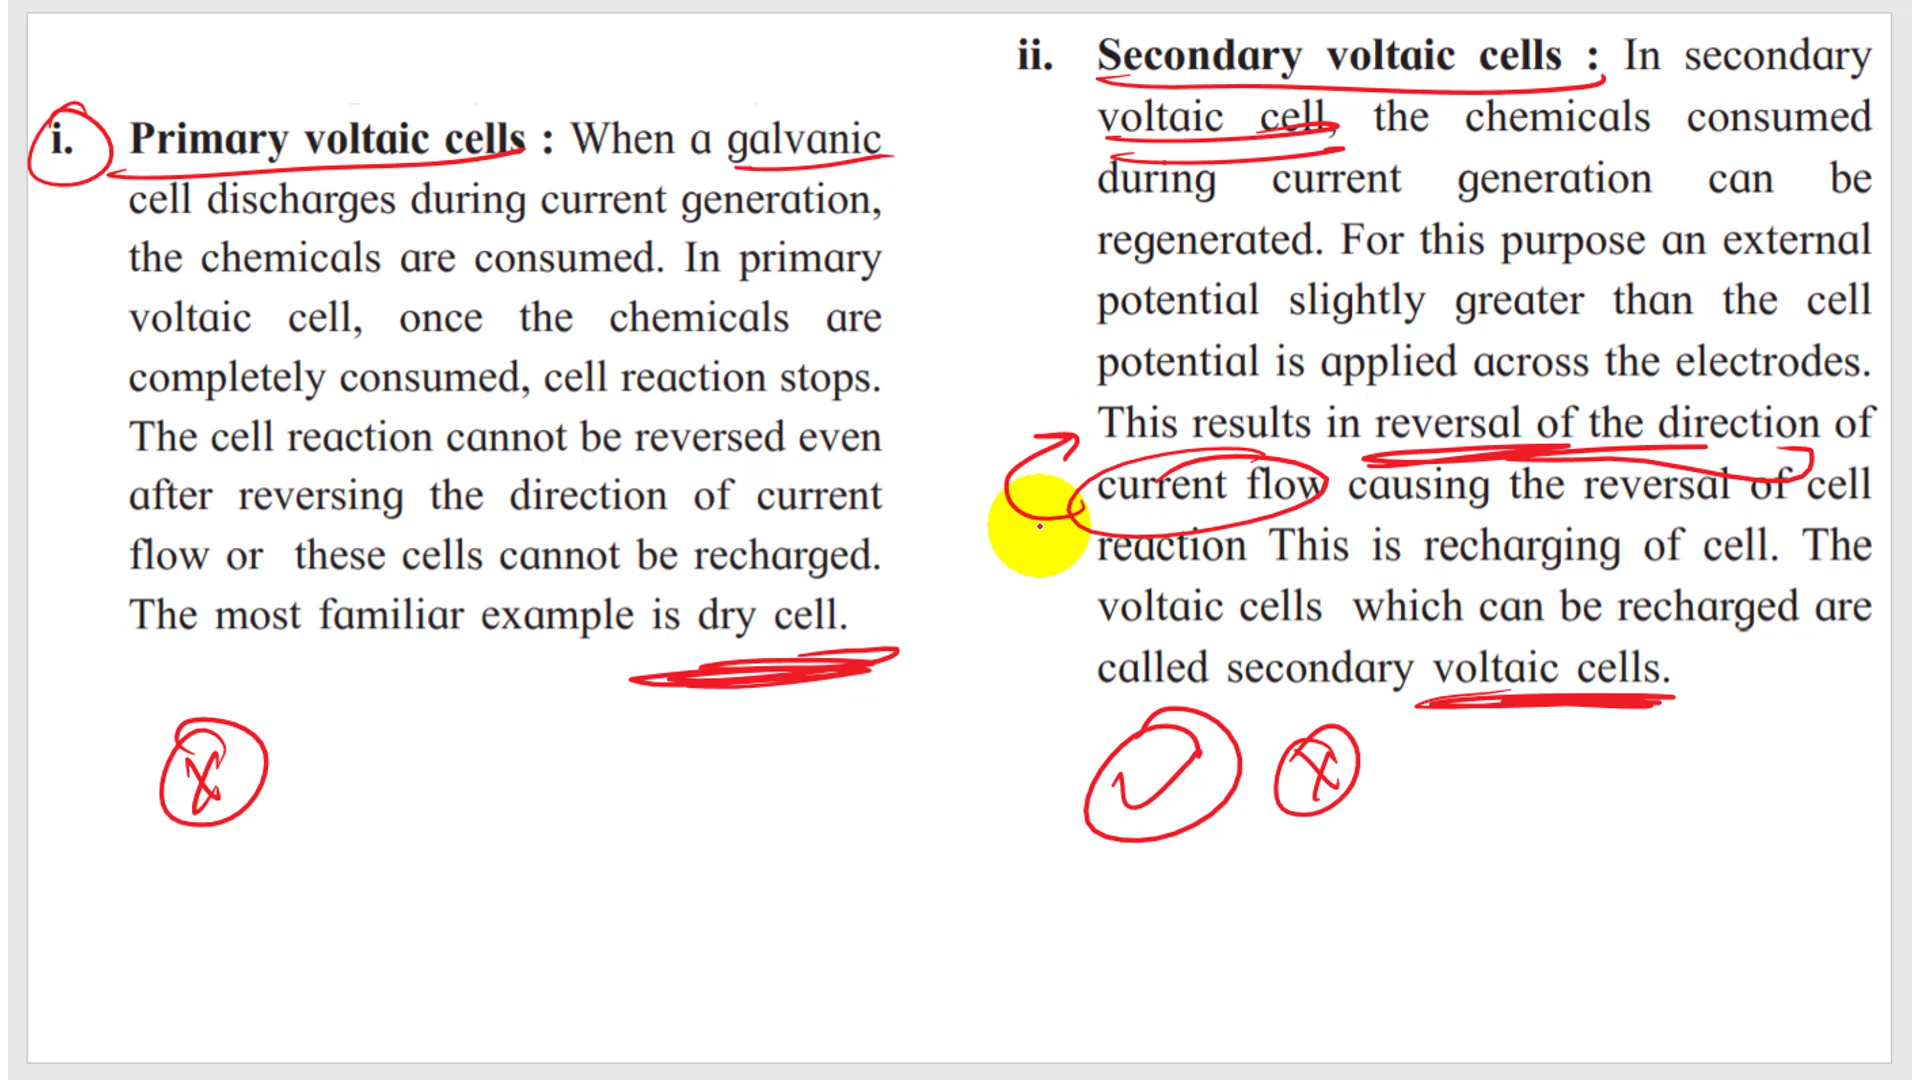 i. Primary voltaic cells : When a galvanic
cell discharges during current generation,
the chemicals are consumed. In primary
voltaic cell, once the chemicals are
completely consumed, cell reaction stops.
The cell reaction cannot be reversed even
after reversing the direction of current
flow or these cells cannot be recharged.
The most familiar example is dry cell.
ii. Secondary voltaic cells : In secondary
voltaic cell, the chemicals consumed
during current generation can be
regenerated. For this purpose an external
potential slightly greater than the cell
potential is applied across the electrodes.
This results in reversal of the direction of
current flow causing the reversal of cell
reaction This is recharging of cell. The
voltaic cells which can be recharged are
called secondary voltaic cells.